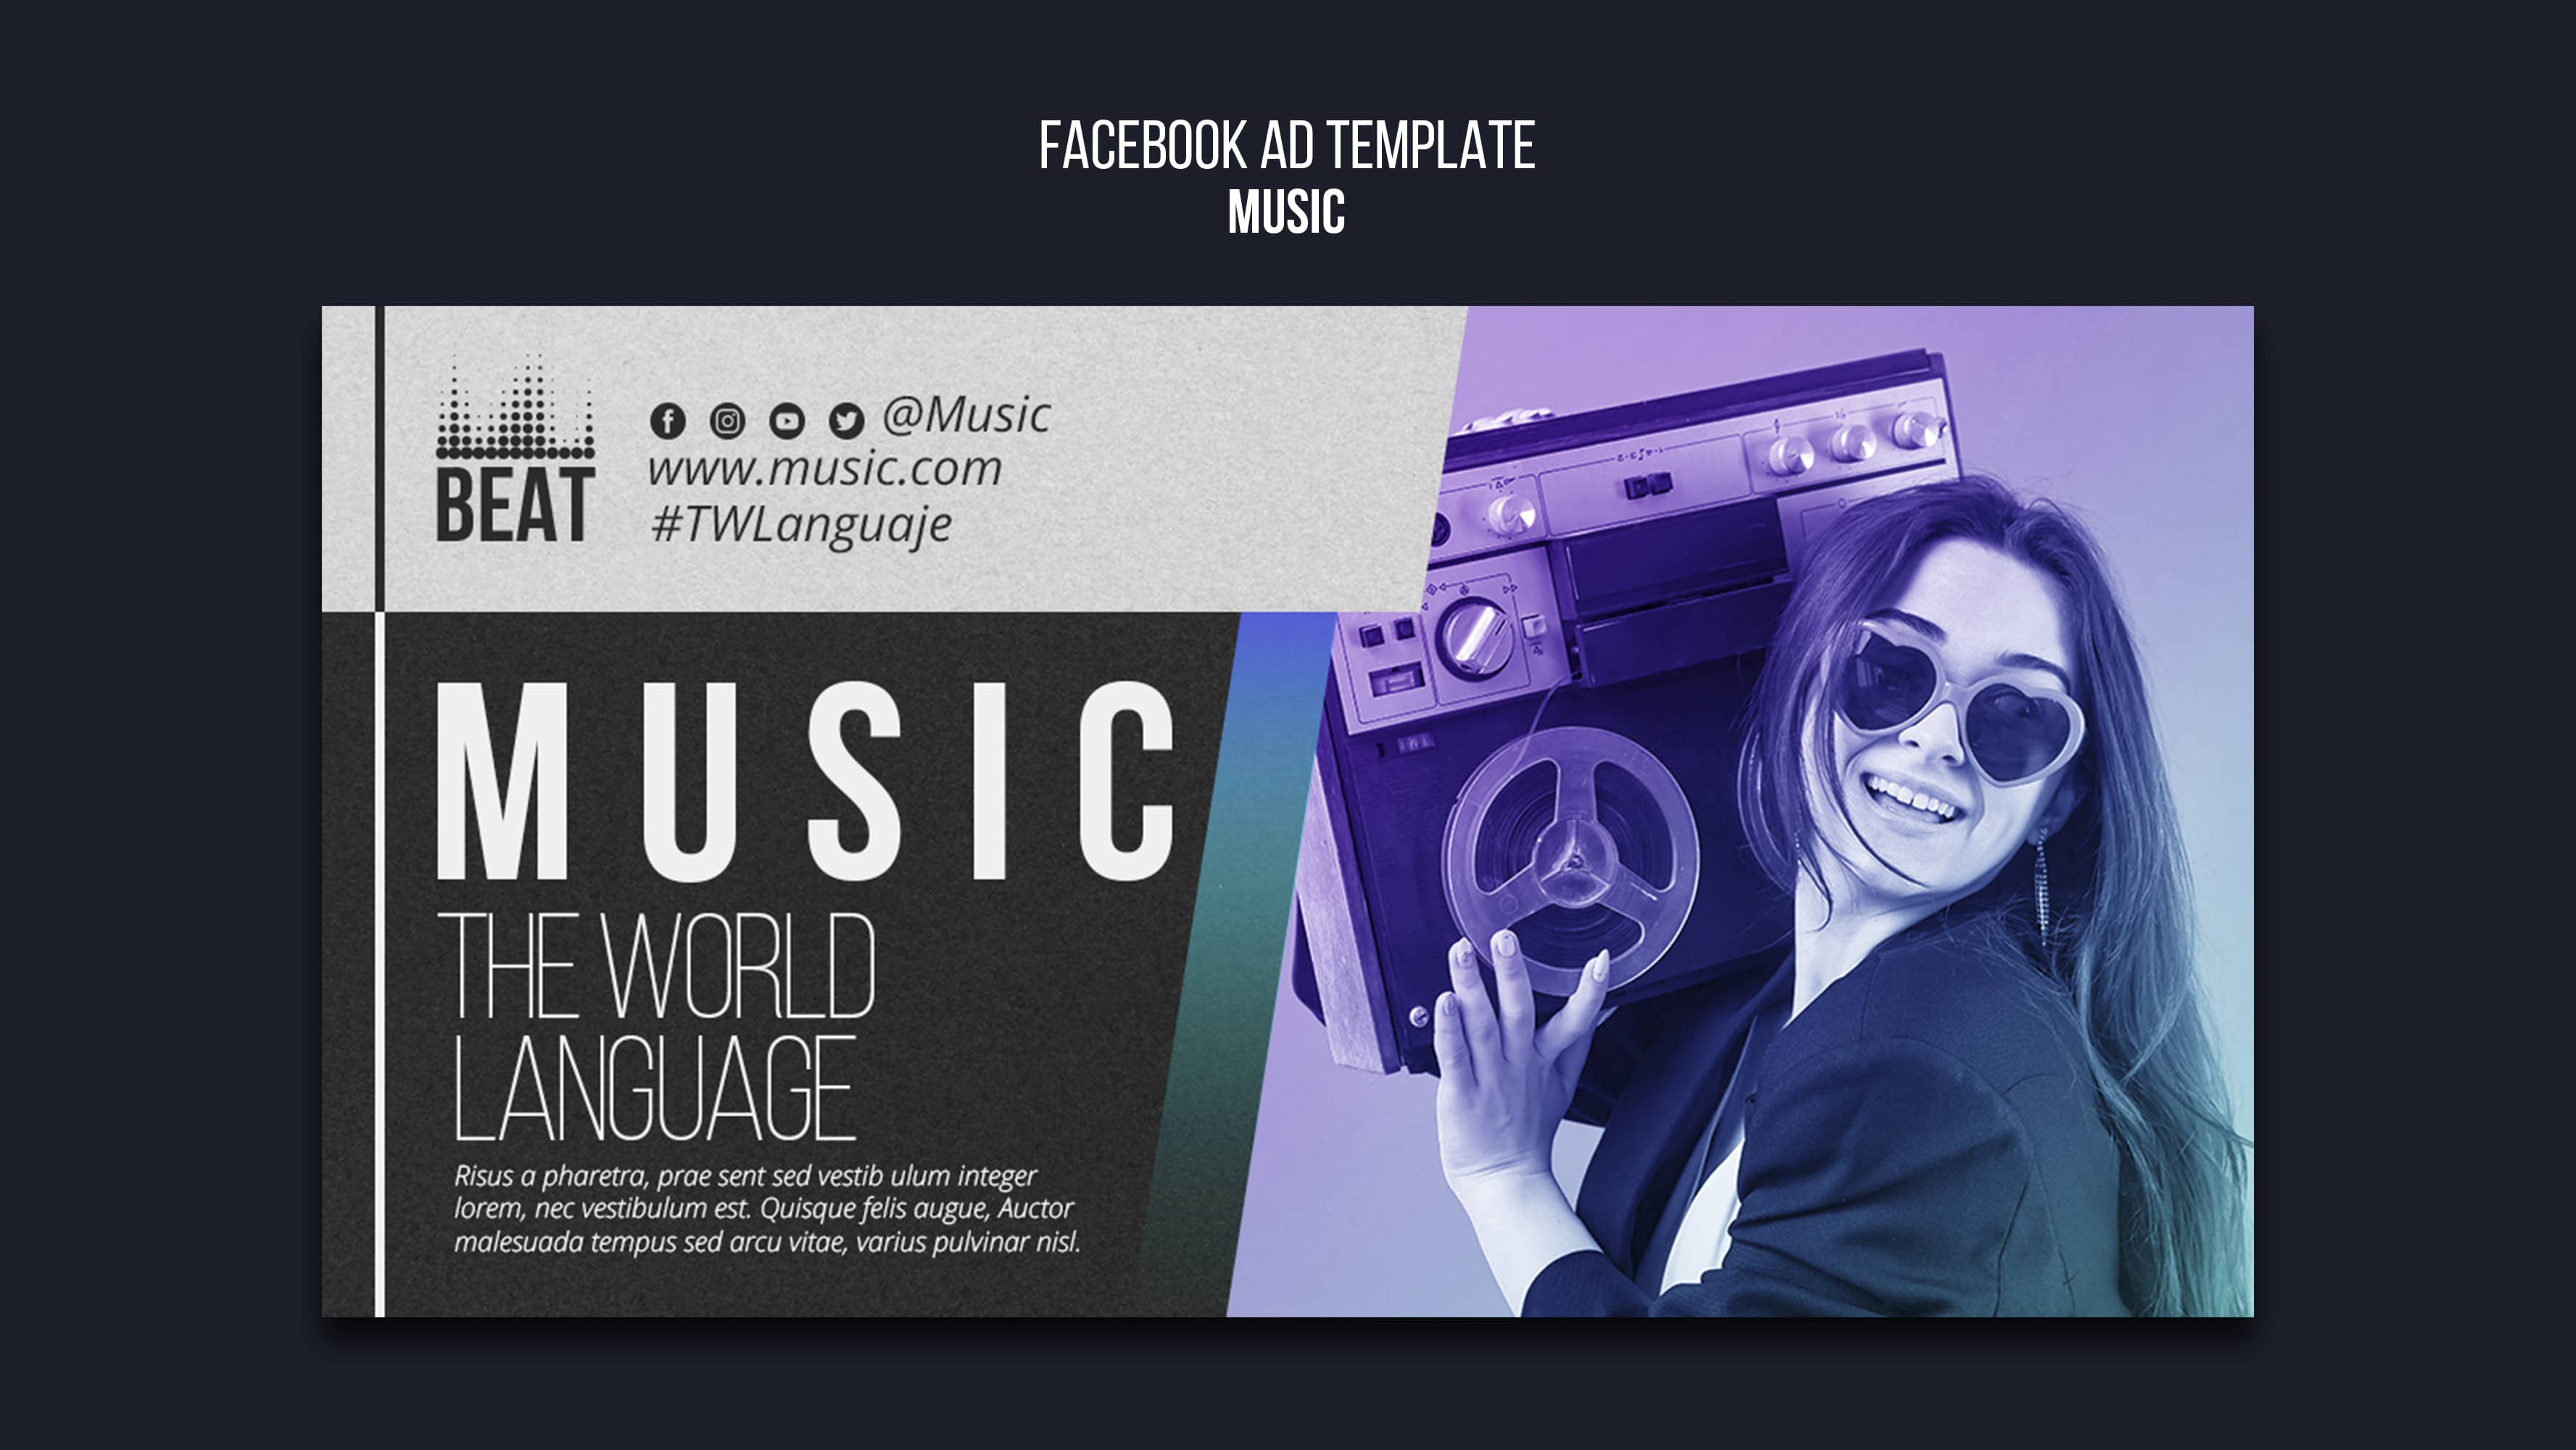 FACEBOOK AD TEMPLATE
MUSIC
BEAT
@Music
www.music.com
#TWLanguaje
MUSIC
THE WORLD
LANGUAGE
Risus a pharetra, prae sent sed vestib ulum integer
lorem, nec vestibulum est. Quisque felis augue, Auctor
malesuada tempus sed arcu vitae, varius pulvinar nisl.